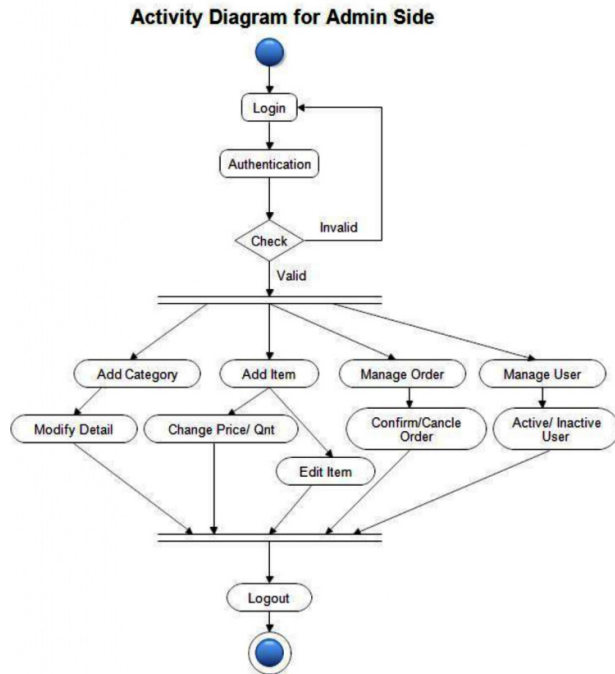 Activity Diagram for Admin Side
Login
Authentication
Check
Invalid
Valid
Add Category
Add Item
Manage Order
Manage User
Modify Detail
Change Price/ Qnt
Confirm/Cancle
Order
Active/ Inactive
User
Edit Item
Logout